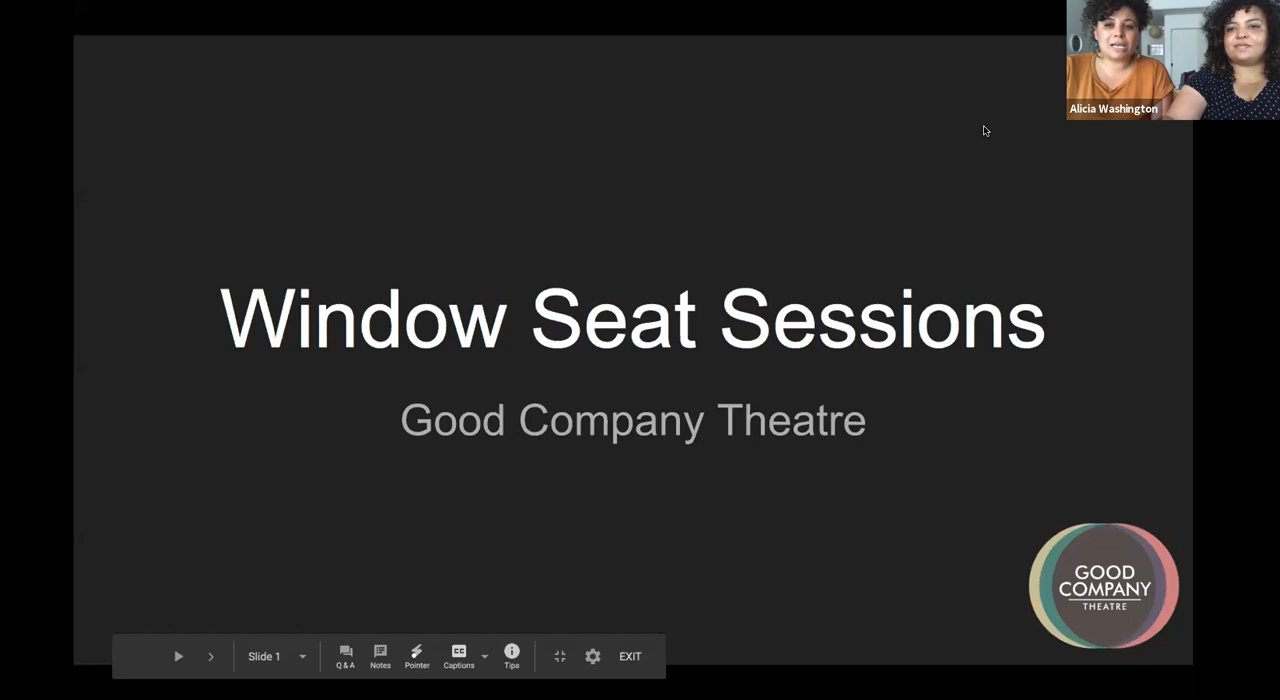 Alicia Washington
Window Seat Sessions
Good Company Theatre
GOOD
COMPANY
THEATRE
Slide 1
Q & A
Notes
Pointer
Captions
Tips
EXIT